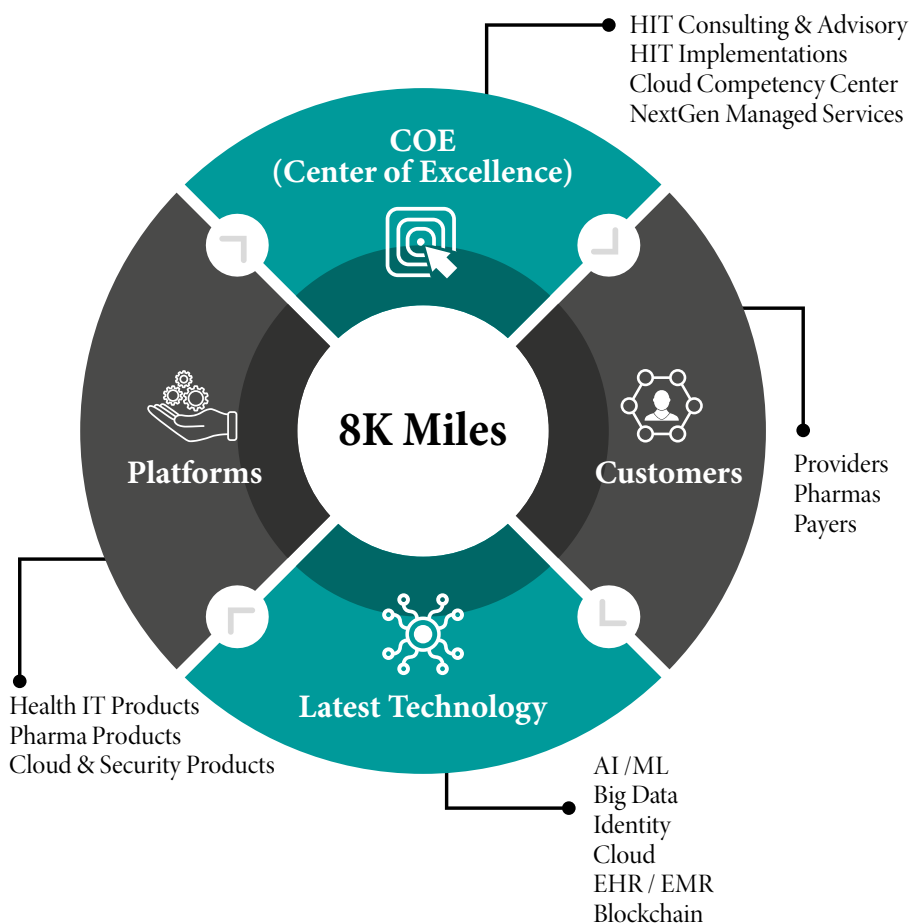 HIT Consulting & Advisory
HIT Implementations
Cloud Competency Center
NextGen Managed Services
COE
(Center of Excellence)
8K Miles
Platforms
Customers
Providers
Pharmas
Payers
Latest Technology
Health IT Products
Pharma Products
Cloud & Security Products
AI /ML
Big Data
Identity
Cloud
EHR / EMR
Blockchain